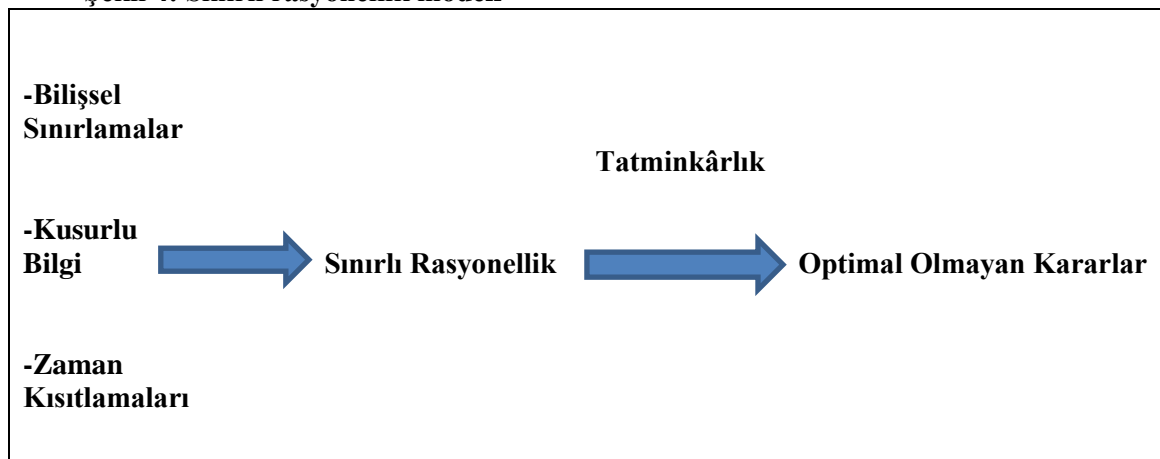 -Bilişsel
Sınırlamalar
Tatminkârlık
-Kusurlu
Bilgi
Sınırlı Rasyonellik
Optimal Olmayan Kararlar
-Zaman
Kısıtlamaları